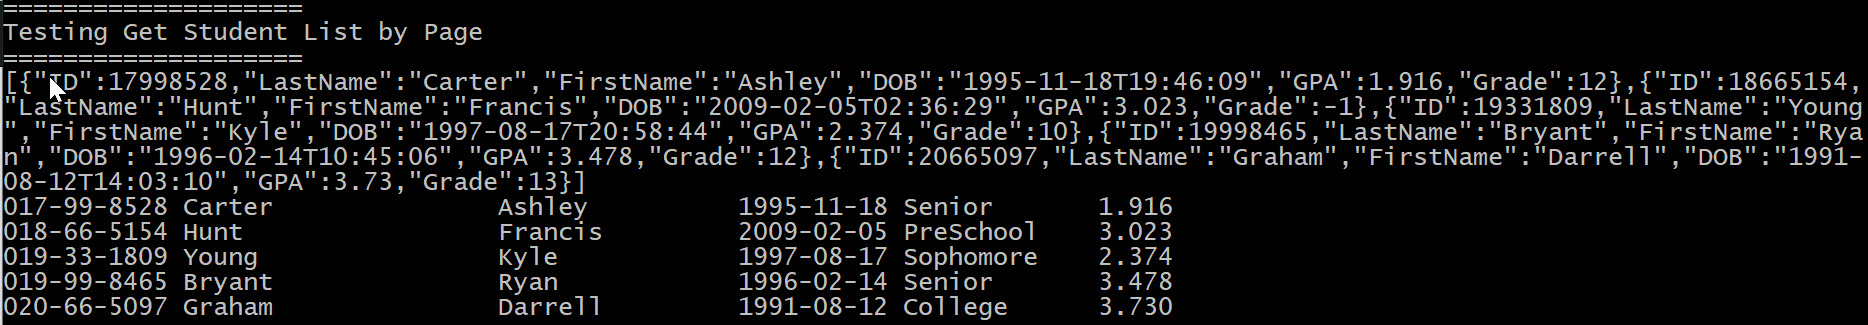 ====================
Testing Get Student List by Page
====================
[{"ID":17998528,"LastName":"Carter","FirstName":"Ashley","DOB":"1995-11-18T19:46:09","GPA":1.916,"Grade":12},{"ID":18665154,
"LastName":"Hunt","FirstName":"Francis","DOB":"2009-02-05T02:36:29","GPA":3.023,"Grade":-1},{"ID":19331809,"LastName":"Young
","FirstName":"Kyle","DOB":"1997-08-17T20:58:44","GPA":2.374,"Grade":10},{"ID":19998465,"LastName":"Bryant","FirstName":"Rya
n","DOB":"1996-02-14T10:45:06","GPA":3.478,"Grade":12},{"ID":20665097,"LastName":"Graham","FirstName":"Darrell","DOB":"1991-
08-12T14:03:10","GPA":3.73,"Grade":13}]
017-99-8528 Carter Ashley 1995-11-18 Senior 1.916
018-66-5154 Hunt Francis 2009-02-05 PreSchool 3.023
019-33-1809 Young Kyle 1997-08-17 Sophomore 2.374
019-99-8465 Bryant Ryan 1996-02-14 Senior 3.478
020-66-5097 Graham Darrell 1991-08-12 College 3.730